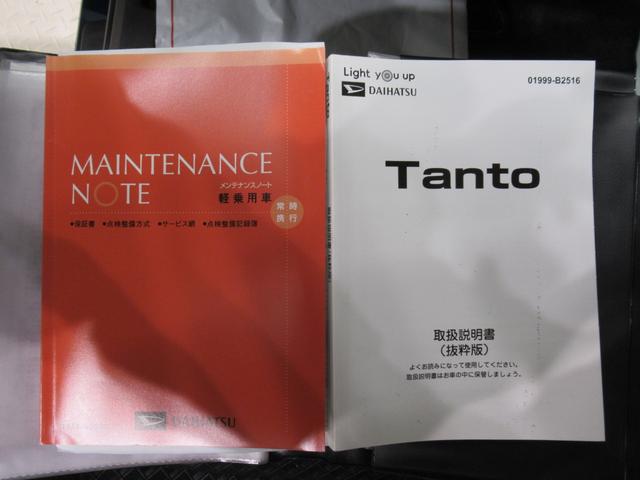 MAINTENANCE
NOTE
メンテナンスノート
軽乗用車
常時
携行
●保証書 ●点検整備方式 ●サービス網 ●点検整備記録簿
DAIHATSU
Light you up
DAIHATSU
01999-B2516
Tanto
取扱説明書
(抜粋版)
よくお読みになって使用してください。
取扱説明書はお車の中に保管しましょう。
Tanto